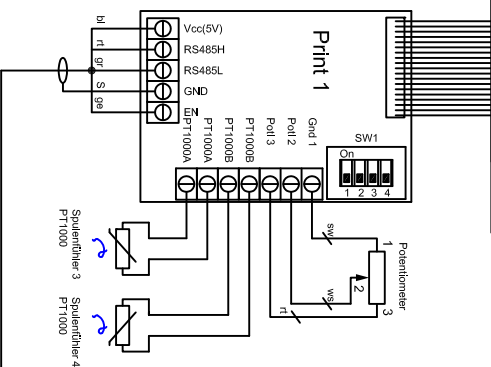 Print 1
bl
rt
gr
S
ge
Vcc(5V)
RS485H
RS485L
GND
EN
PT1000A
PT1000A
PT1000B
PT1000B
Poti 3
Poti 2
Gnd 1
SW1
On
1 2 3 4
sw
ws
rt
1
2
3
Potentiometer
Spulenfühler 3
PT1000
Spulenfühler 4
PT1000